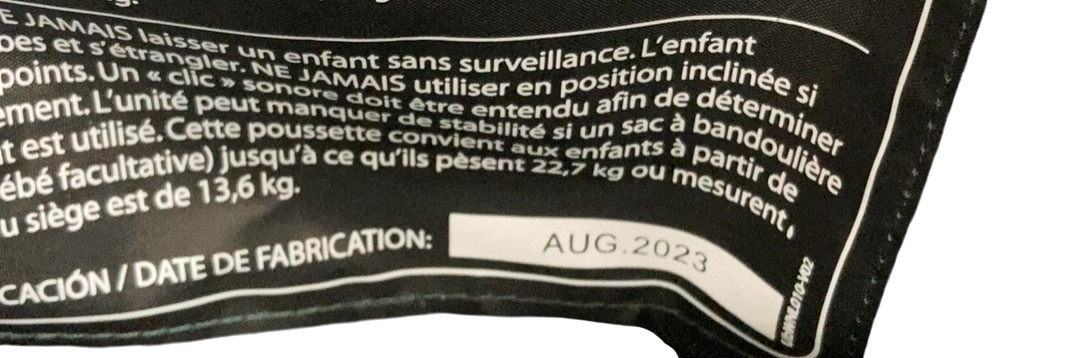 g.
E JAMAIS laisser un enfant sans surveillance. L'enfant
pes et s'étrangler. NE JAMAIS utiliser en position inclinée si
points. Un « clic » sonore doit être entendu afin de déterminer
ement. L'unité peut manquer de stabilité si un sac à bandoulière
t est utilisé. Cette poussette convient aux enfants à partir de
ébé facultative) jusqu'à ce qu'ils pèsent 22,7 kg ou mesurent,
u siège est de 13,6 kg.
CACIÓN / DATE DE FABRICATION: AUG.2023